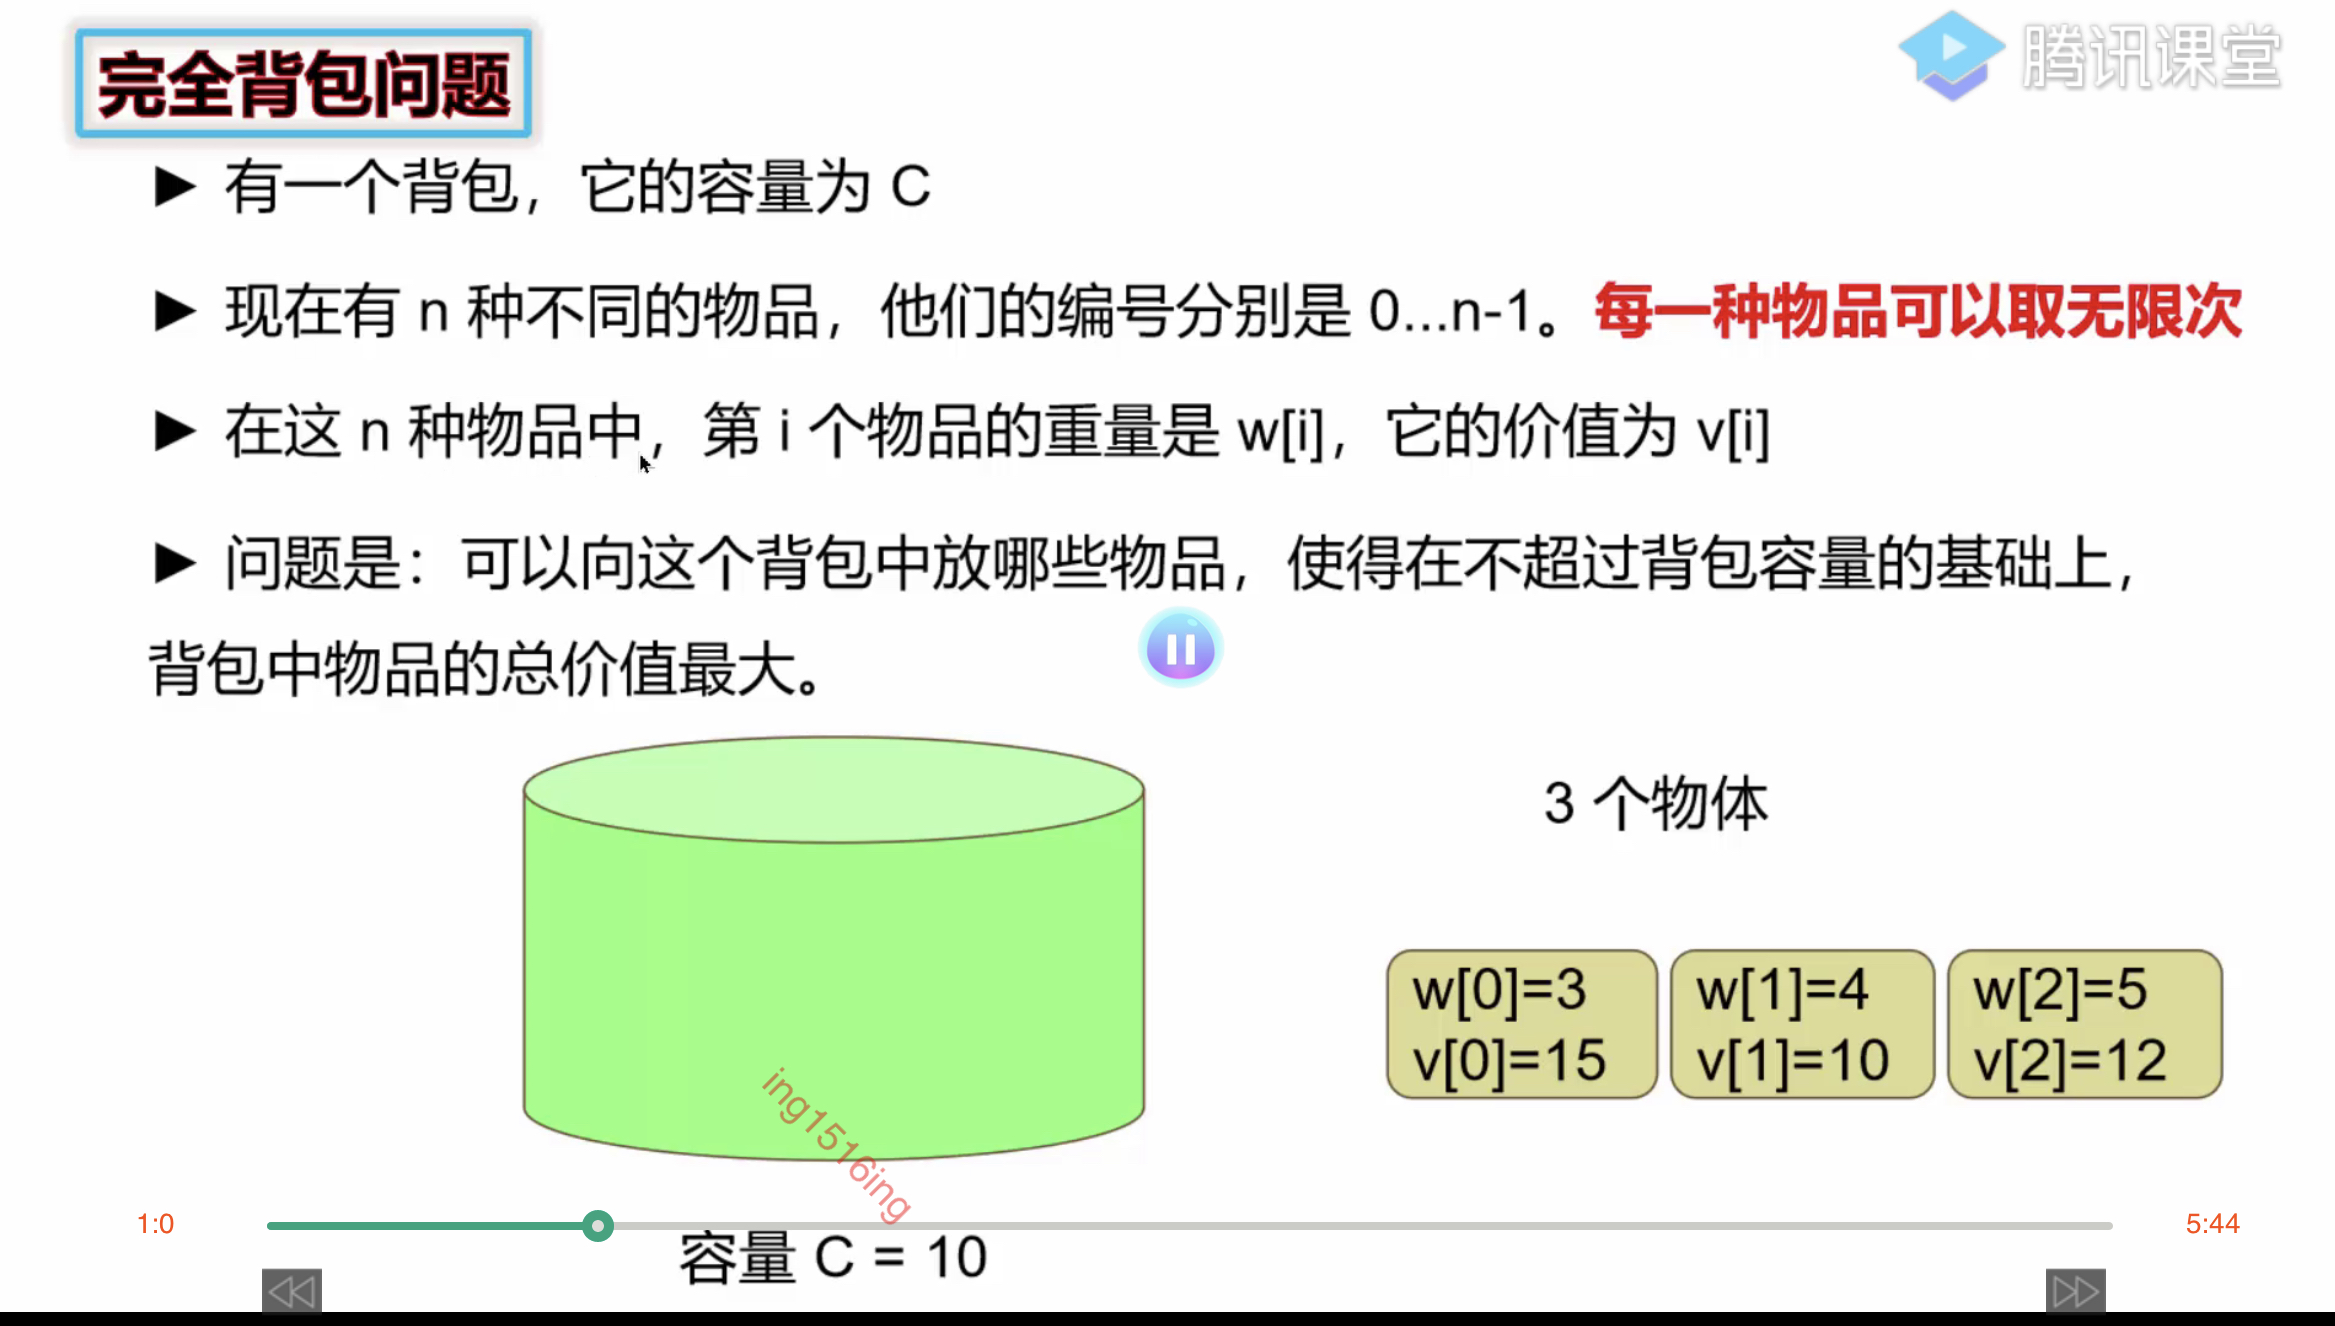 完全背包问题
腾讯课堂
► 有一个背包，它的容量为 C
► 现在有 n 种不同的物品，他们的编号分别是 0...n-1。每一种物品可以取无限次
► 在这 n 种物品中，第 i 个物品的重量是 w[i]，它的价值为 v[i]
► 问题是：可以向这个背包中放哪些物品，使得在不超过背包容量的基础上，
背包中物品的总价值最大。
3 个物体
w[0]=3
v[0]=15
w[1]=4
v[1]=10
w[2]=5
v[2]=12
ing1516ing
1:0
5:44
容量 C = 10